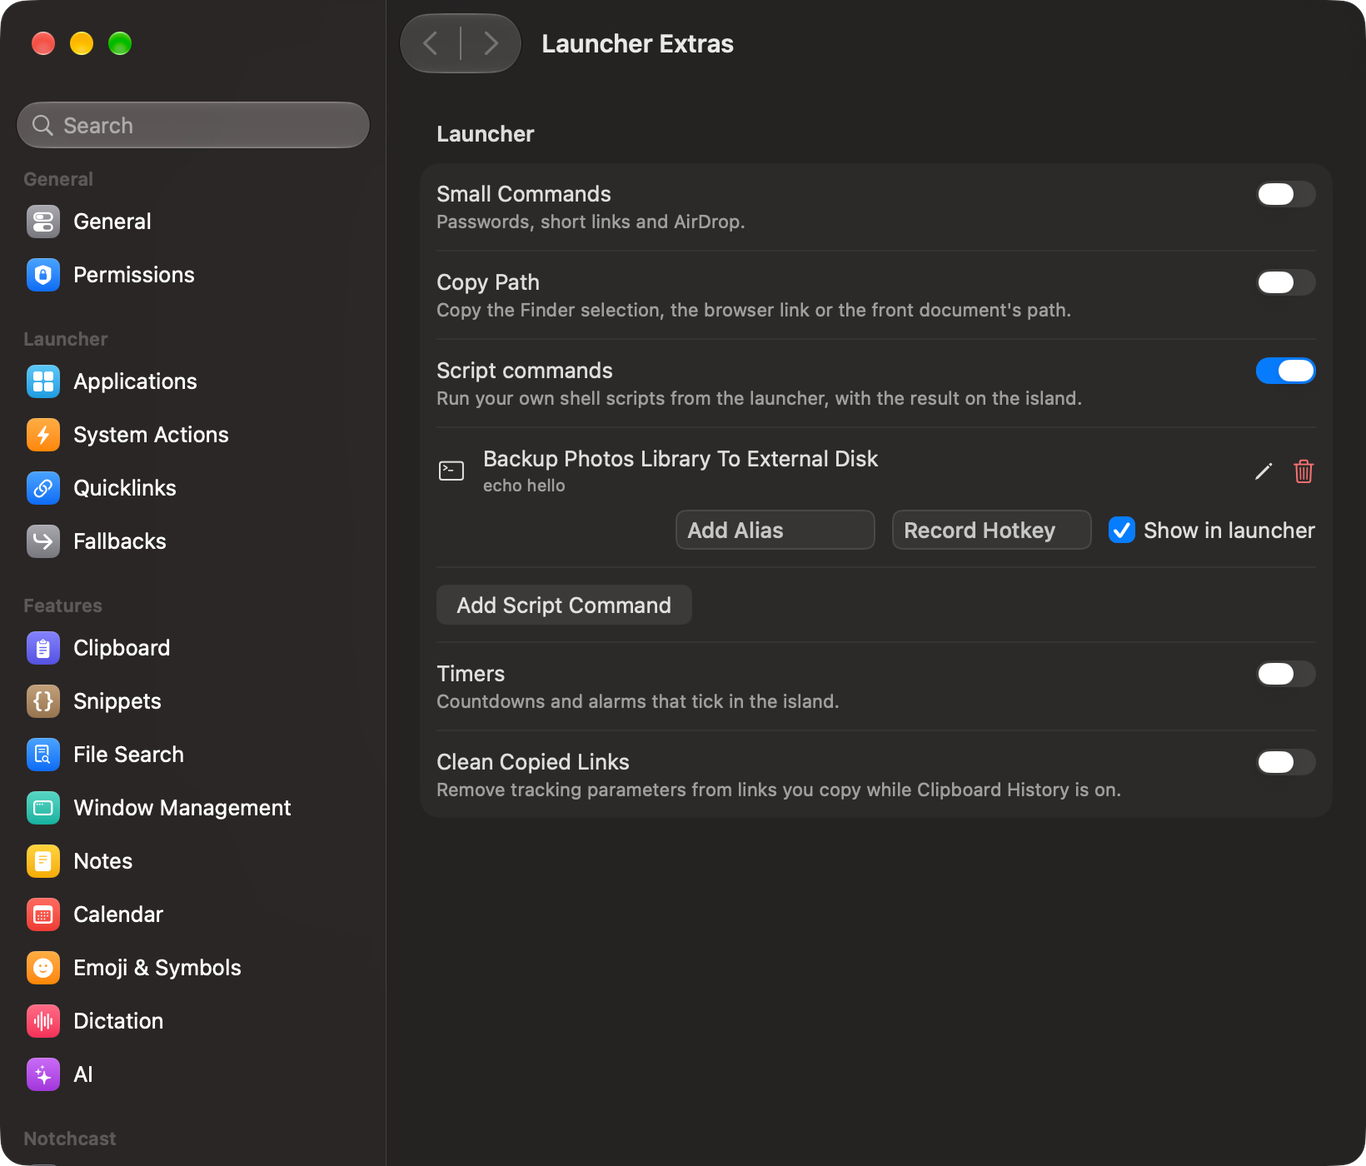 Launcher Extras
Search
General
General
Permissions
Launcher
Applications
System Actions
Quicklinks
Fallbacks
Features
Clipboard
Snippets
File Search
Window Management
Notes
Calendar
Emoji & Symbols
Dictation
AI
Notchcast
Launcher
Small Commands
Passwords, short links and AirDrop.
Copy Path
Copy the Finder selection, the browser link or the front document's path.
Script commands
Run your own shell scripts from the launcher, with the result on the island.
Backup Photos Library To External Disk
echo hello
Add Alias
Record Hotkey
Show in launcher
Add Script Command
Timers
Countdowns and alarms that tick in the island.
Clean Copied Links
Remove tracking parameters from links you copy while Clipboard History is on.